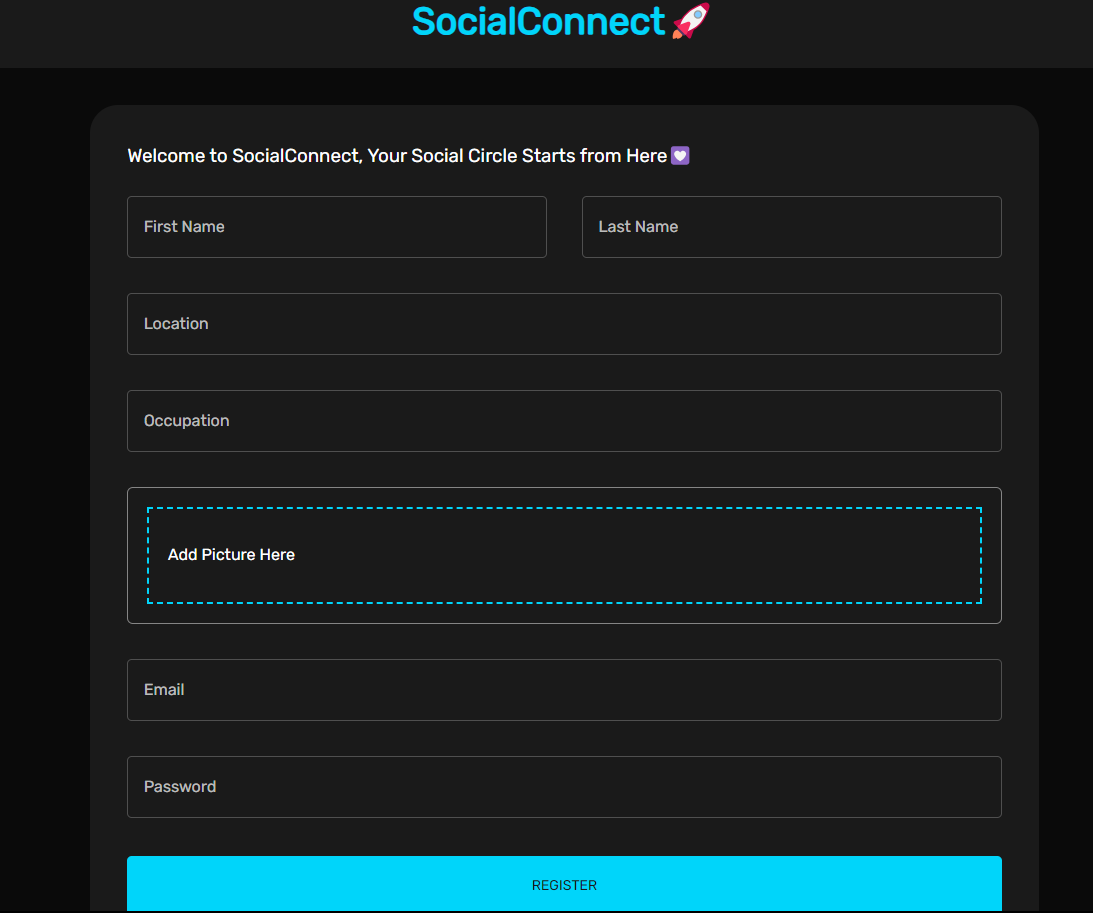 SocialConnect 🚀
Welcome to SocialConnect, Your Social Circle Starts from Here 💟
First Name
Last Name
Location
Occupation
Add Picture Here
Email
Password
REGISTER